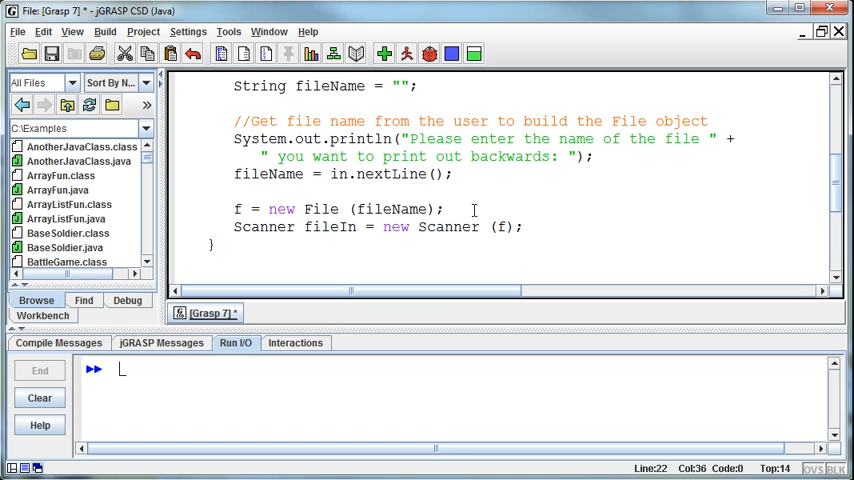 File: [Grasp 7] * - jGRASP CSD (Java)
File Edit View Build Project Settings Tools Window Help
All Files Sort By N...
C:\Examples
AnotherJavaClass.class
AnotherJavaClass.java
ArrayFun.class
ArrayFun.java
ArrayListFun.class
ArrayListFun.java
BaseSoldier.class
BaseSoldier.java
BattleGame.class
Browse Find Debug
Workbench
String fileName = "";
//Get file name from the user to build the File object
System.out.println("Please enter the name of the file " +
" you want to print out backwards: ");
fileName = in.nextLine();
f = new File (fileName);
Scanner fileIn = new Scanner (f);
}
[Grasp 7] *
Compile Messages jGRASP Messages Run I/O Interactions
End
Clear
Help
Line:22 Col:36 Code:0 Top:14 OVS BLK